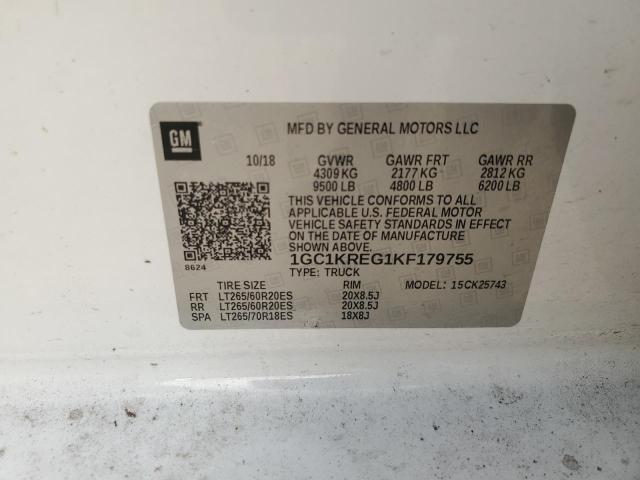 GM
MFD BY GENERAL MOTORS LLC
10/18 GVWR GAWR FRT GAWR RR
4309 KG 2177 KG 2812 KG
9500 LB 4800 LB 6200 LB
THIS VEHICLE CONFORMS TO ALL
APPLICABLE U.S. FEDERAL MOTOR
VEHICLE SAFETY STANDARDS IN EFFECT
ON THE DATE OF MANUFACTURE
SHOWN ABOVE.
8624
1GC1KREG1KF179755
TYPE: TRUCK
TIRE SIZE RIM MODEL: 15CK25743
FRT LT265/60R20ES 20X8.5J
RR LT265/60R20ES 20X8.5J
SPA LT265/70R18ES 18X8J